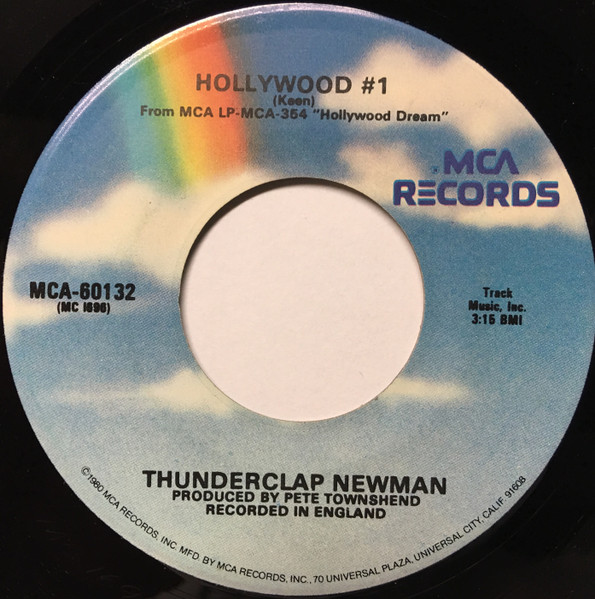 HOLLYWOOD #1
(Keen)
From MCA LP-MCA-354 "Hollywood Dream"
MCA
RECORDS
MCA-60132
(MC 1696)
Track
Music, Inc.
3:15 BMI
THUNDERCLAP NEWMAN
PRODUCED BY PETE TOWNSHEND
RECORDED IN ENGLAND
©1980 MCA RECORDS, INC. MFD. BY MCA RECORDS, INC., 70 UNIVERSAL PLAZA, UNIVERSAL CITY, CALIF. 91608